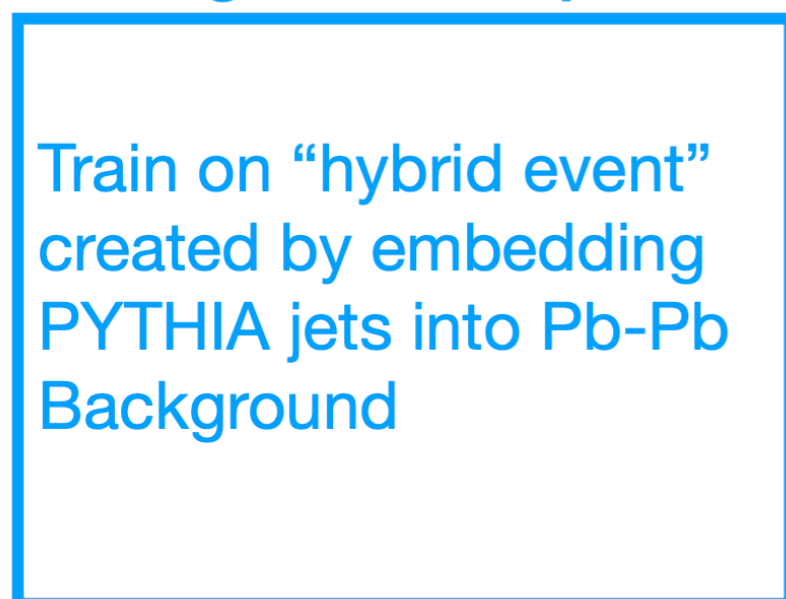 Train on “hybrid event”
created by embedding
PYTHIA jets into Pb-Pb
Background